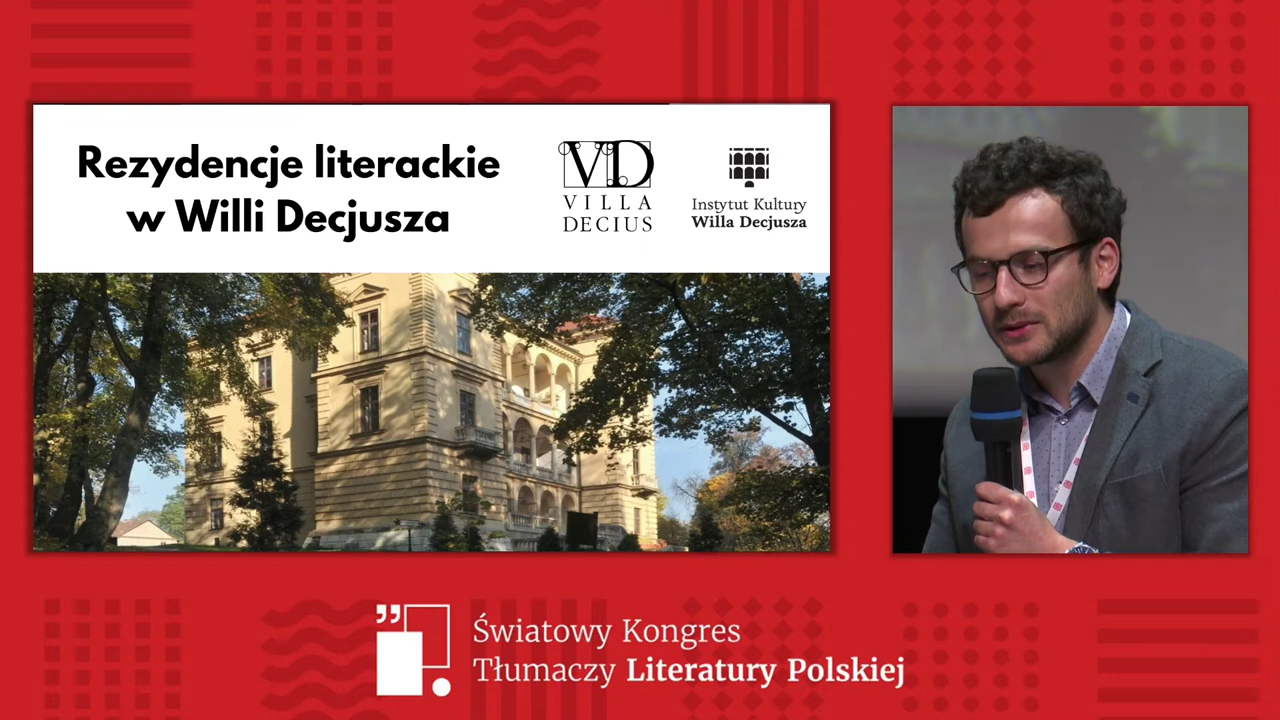 Rezydencje literackie
w Willi Decjusza
VD
VILLA
DECIUS
Instytut Kultury
Willa Decjusza
Światowy Kongres
Tłumaczy Literatury Polskiej